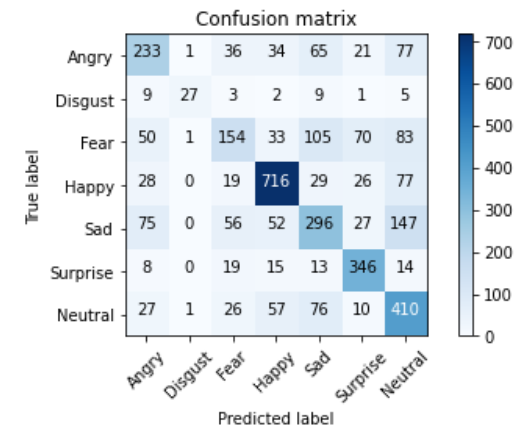 Confusion matrix
Angry 233 1 36 34 65 21 77
Disgust 9 27 3 2 9 1 5
Fear 50 1 154 33 105 70 83
Happy 28 0 19 716 29 26 77
Sad 75 0 56 52 296 27 147
Surprise 8 0 19 15 13 346 14
Neutral 27 1 26 57 76 10 410
Angry Disgust Fear Happy Sad Surprise Neutral
Predicted label
True label
700
600
500
400
300
200
100
0